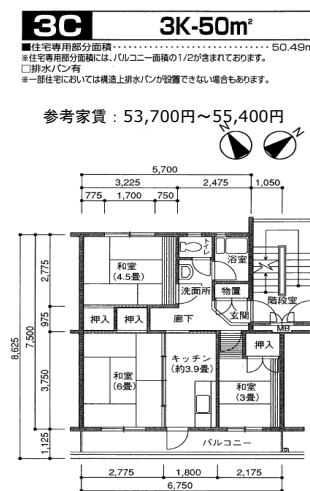 3C 3K-50m²
■住宅専用部分面積 50.49m
※住宅専用部分面積には、バルコニー面積の1/2が含まれております。
□排水パン有
※一部住宅においては構造上排水パンが設置できない場合もあります。
参考家賃：53,700円～55,400円
N N
5,700
3,225 2,475 1,050
775 1,700 750
トイレ
浴室
和室
(4.5畳)
洗面所
物置
階段室
玄関
押入 押入 廊下
MB
押入
和室
(6畳)
キッチン
(約3.9畳)
和室
(3畳)
バルコニー
8,625
7,500
2,775
975
3,750
1,125
2,775 1,800 2,175
6,750